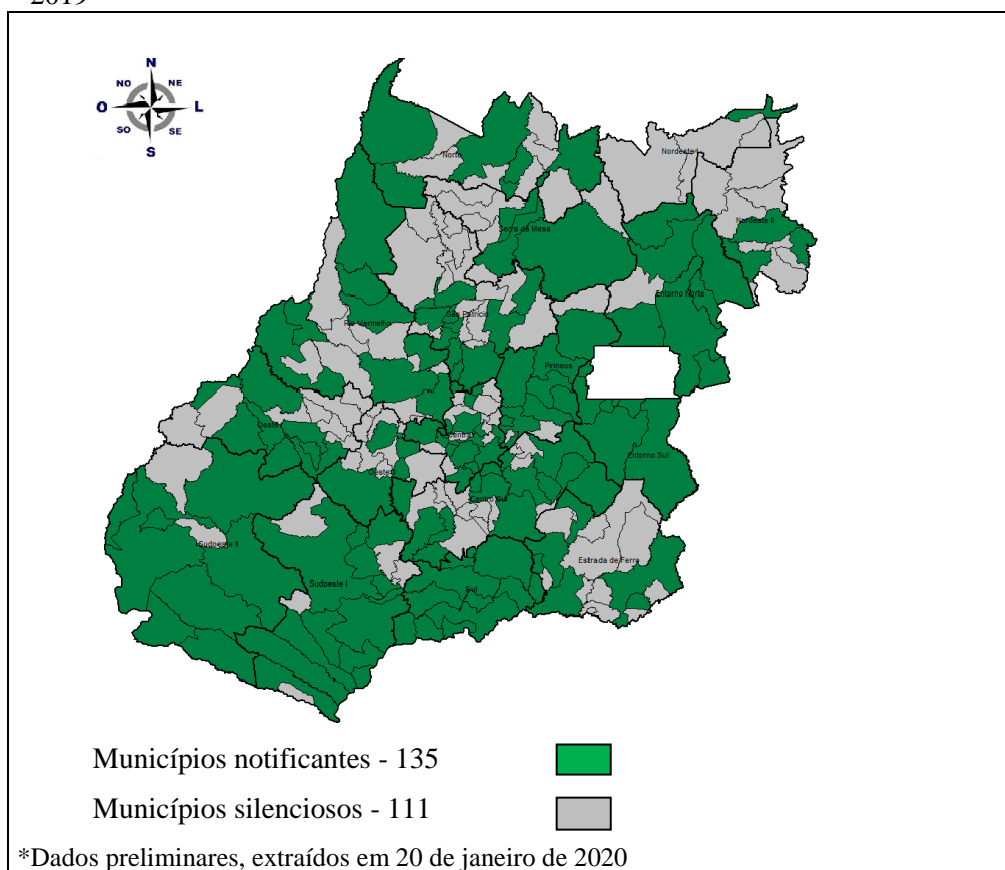 2019
N
NO NE
O L
SO SE
S
Norte
Nordeste I
Nordeste II
Serra da Mesa
Entorno Norte
São Patrício
Rio Vermelho
Pirineus
Oeste I
Central
Entorno Sul
Oeste II
Centro Sul
Sudoeste II
Estrada de Ferro
Sudoeste I
Sul
Municípios notificantes - 135
Municípios silenciosos - 111
*Dados preliminares, extraídos em 20 de janeiro de 2020